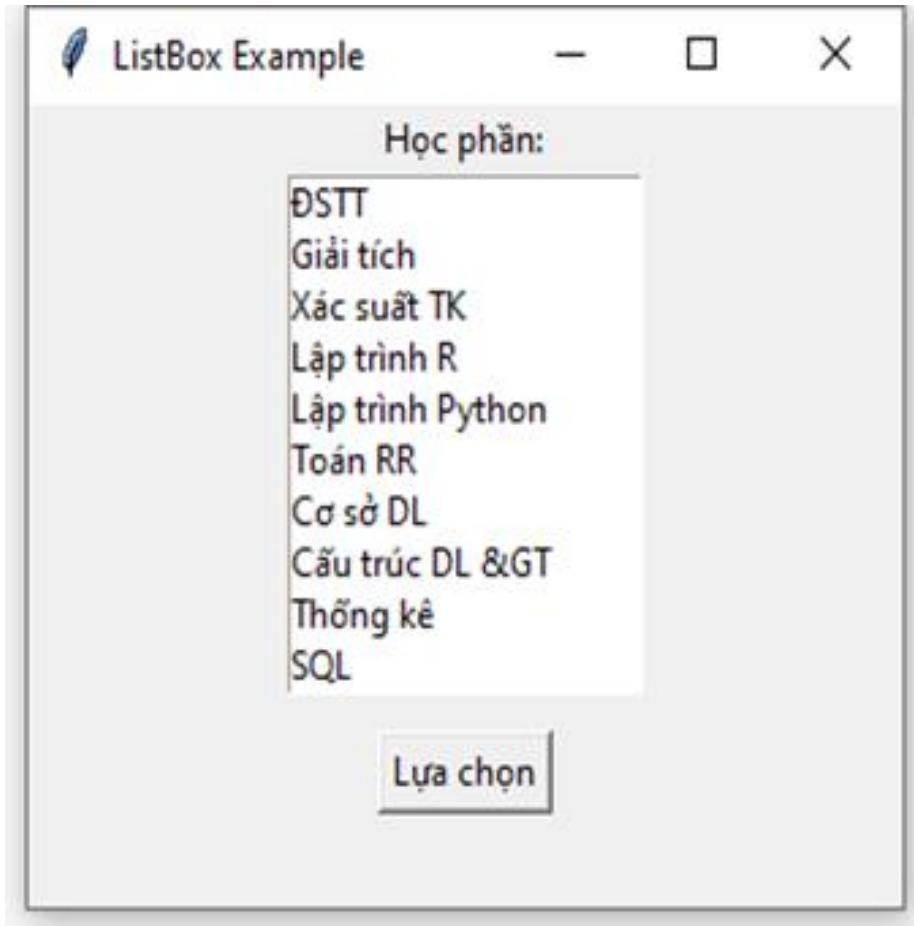 ListBox Example
Học phần:
ĐSTT
Giải tích
Xác suất TK
Lập trình R
Lập trình Python
Toán RR
Cơ sở DL
Cấu trúc DL &GT
Thống kê
SQL
Lựa chọn